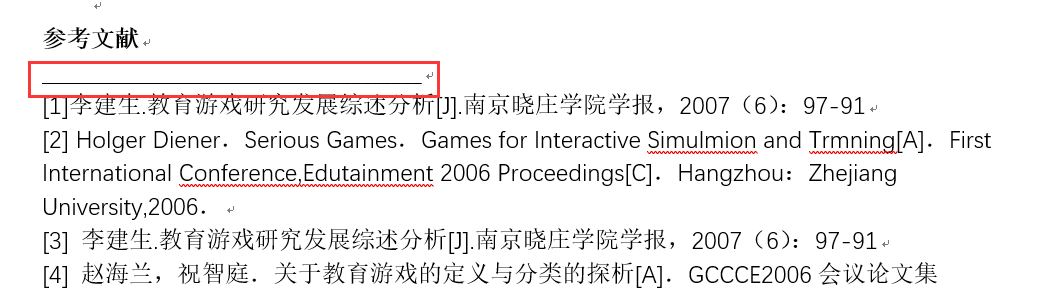 参考文献
[1]李建生.教育游戏研究发展综述分析[J].南京晓庄学院学报，2007（6）：97-91
[2] Holger Diener．Serious Games．Games for Interactive Simulmion and Trmning[A]．First
International Conference,Edutainment 2006 Proceedings[C]．Hangzhou：Zhejiang
University,2006．
[3] 李建生.教育游戏研究发展综述分析[J].南京晓庄学院学报，2007（6）：97-91
[4] 赵海兰，祝智庭．关于教育游戏的定义与分类的探析[A]．GCCCE2006 会议论文集